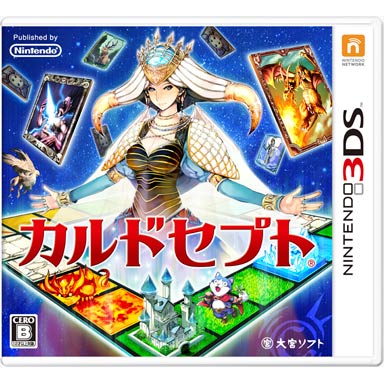 Published by
Nintendo
NINTENDO
NETWORK
NINTENDO 3DS
カルドセプト
CERO
B
大宮ソフト